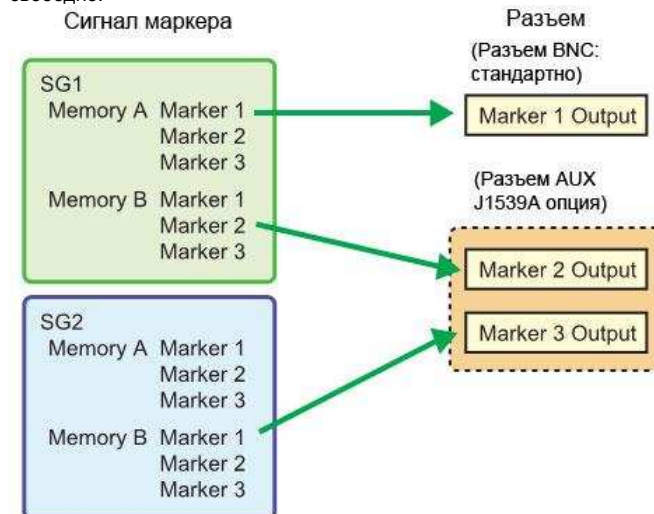 Сигнал маркера
SG1
Memory A Marker 1
Marker 2
Marker 3
Memory B Marker 1
Marker 2
Marker 3
SG2
Memory A Marker 1
Marker 2
Marker 3
Memory B Marker 1
Marker 2
Marker 3
Разъем
(Разъем BNC:
стандартно)
Marker 1 Output
(Разъем AUX
J1539A опция)
Marker 2 Output
Marker 3 Output